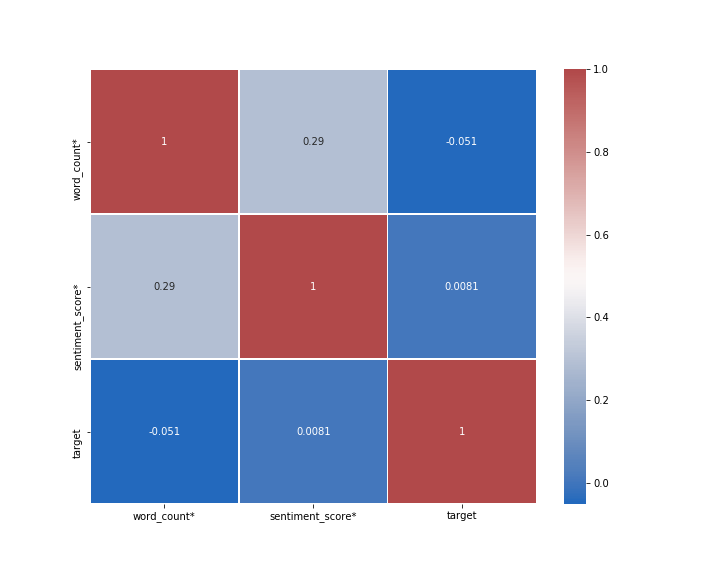 1.0
word_count*
1
0.29
-0.051
0.8
0.6
sentiment_score*
0.29
1
0.0081
0.4
0.2
target
-0.051
0.0081
1
0.0
word_count*
sentiment_score*
target